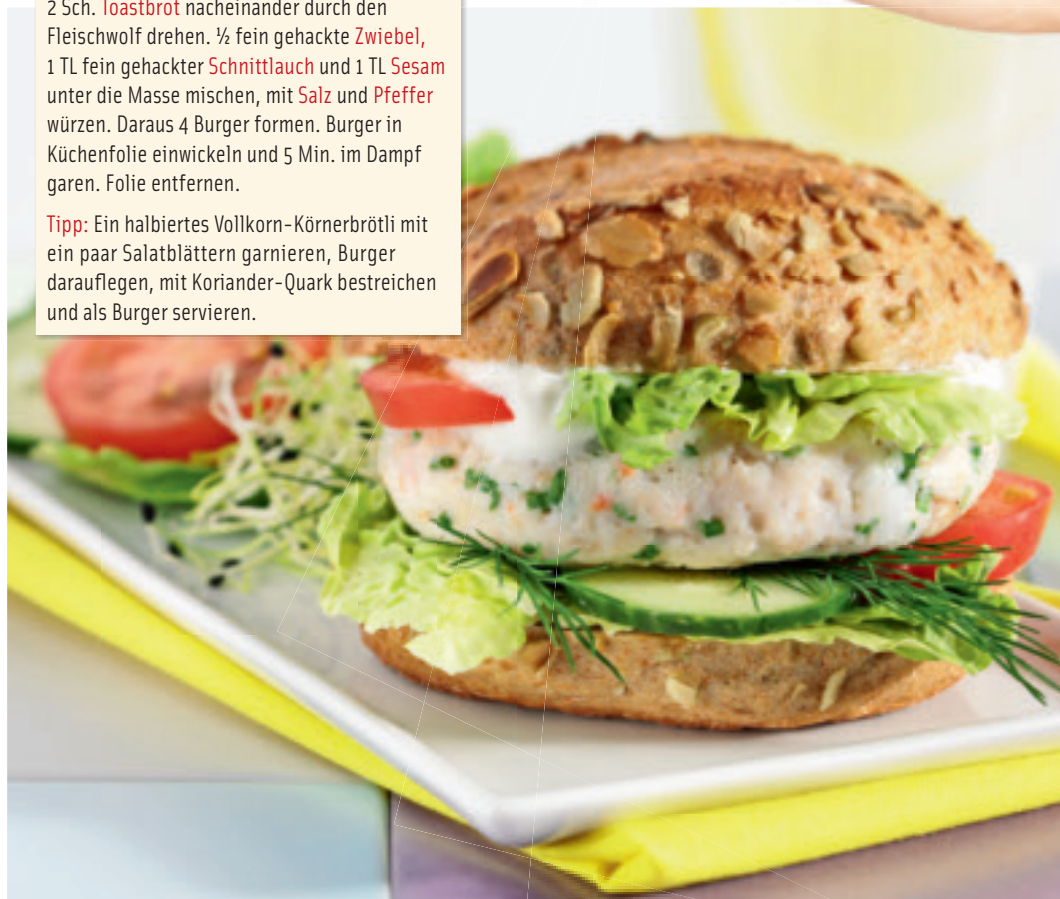 2 Sch. Toastbrot nacheinander durch den
Fleischwolf drehen. ½ fein gehackte Zwiebel,
1 TL fein gehackter Schnittlauch und 1 TL Sesam
unter die Masse mischen, mit Salz und Pfeffer
würzen. Daraus 4 Burger formen. Burger in
Küchenfolie einwickeln und 5 Min. im Dampf
garen. Folie entfernen.
Tipp: Ein halbiertes Vollkorn-Körnerbrötli mit
ein paar Salatblättern garnieren, Burger
darauflegen, mit Koriander-Quark bestreichen
und als Burger servieren.